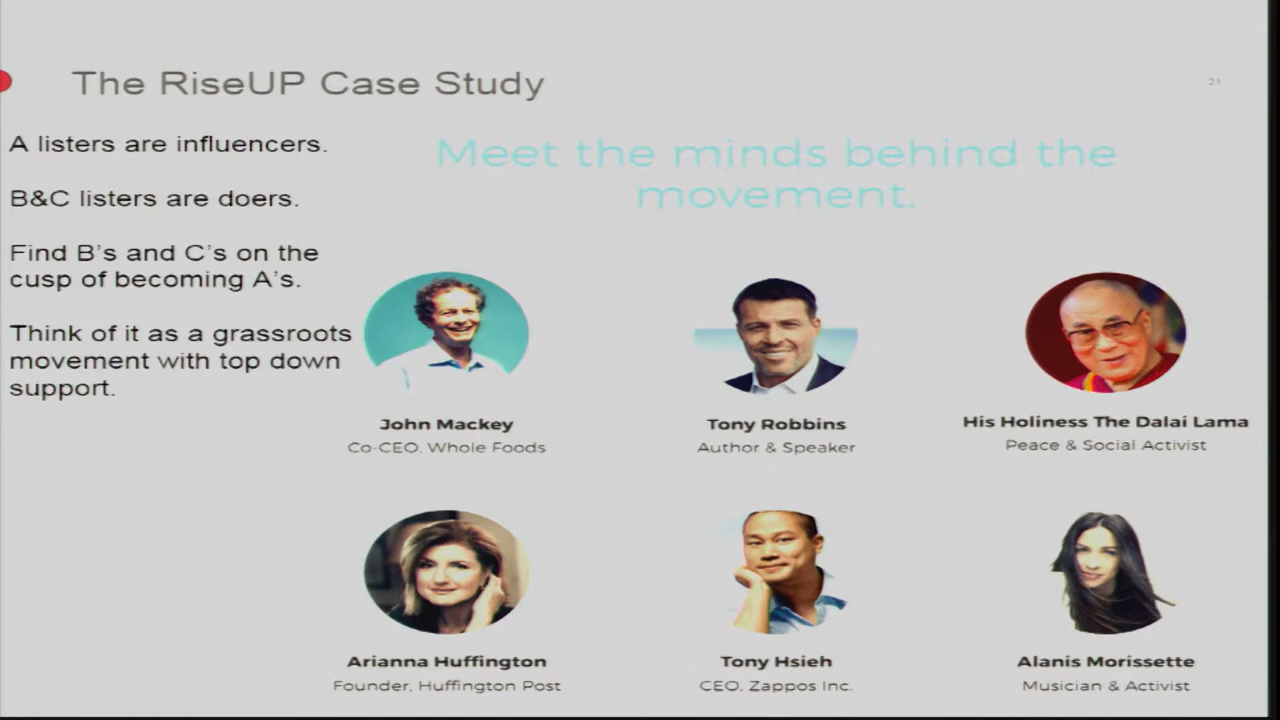 The RiseUP Case Study
21
A listers are influencers.
B&C listers are doers.
Find B's and C's on the
cusp of becoming A's.
Think of it as a grassroots
movement with top down
support.
Meet the minds behind the
movement.
John Mackey
Co-CEO, Whole Foods
Tony Robbins
Author & Speaker
His Holiness The Dalai Lama
Peace & Social Activist
Arianna Huffington
Founder, Huffington Post
Tony Hsieh
CEO, Zappos Inc.
Alanis Morissette
Musician & Activist